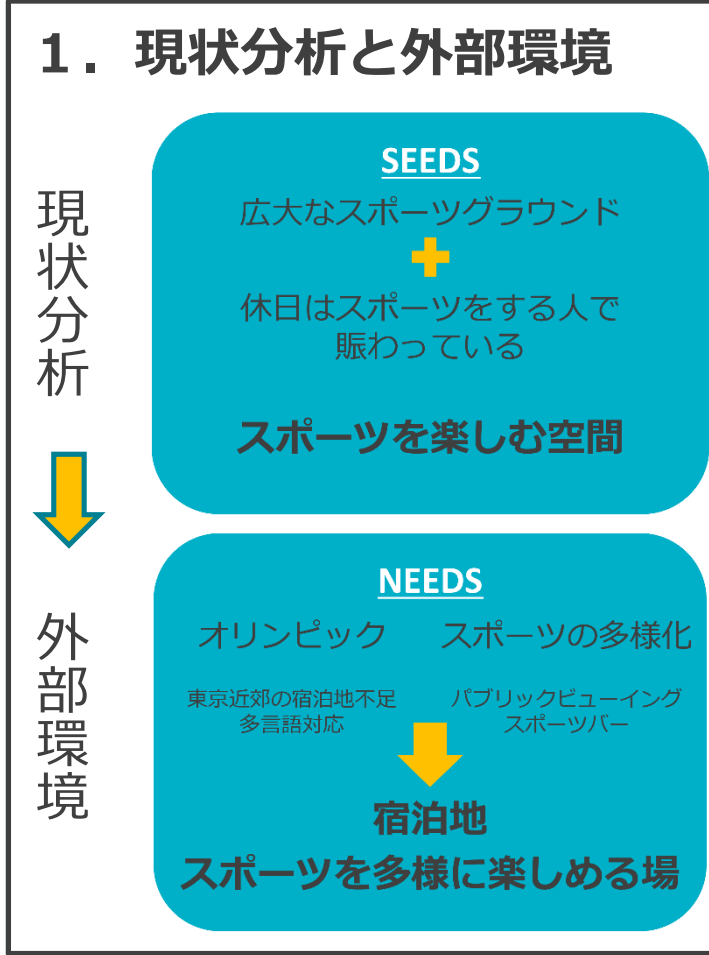 1．現状分析と外部環境
現状分析
SEEDS
広大なスポーツグラウンド
休日はスポーツをする人で
賑わっている
スポーツを楽しむ空間
外部環境
NEEDS
オリンピック
東京近郊の宿泊地不足
多言語対応
スポーツの多様化
パブリックビューイング
スポーツバー
宿泊地
スポーツを多様に楽しめる場